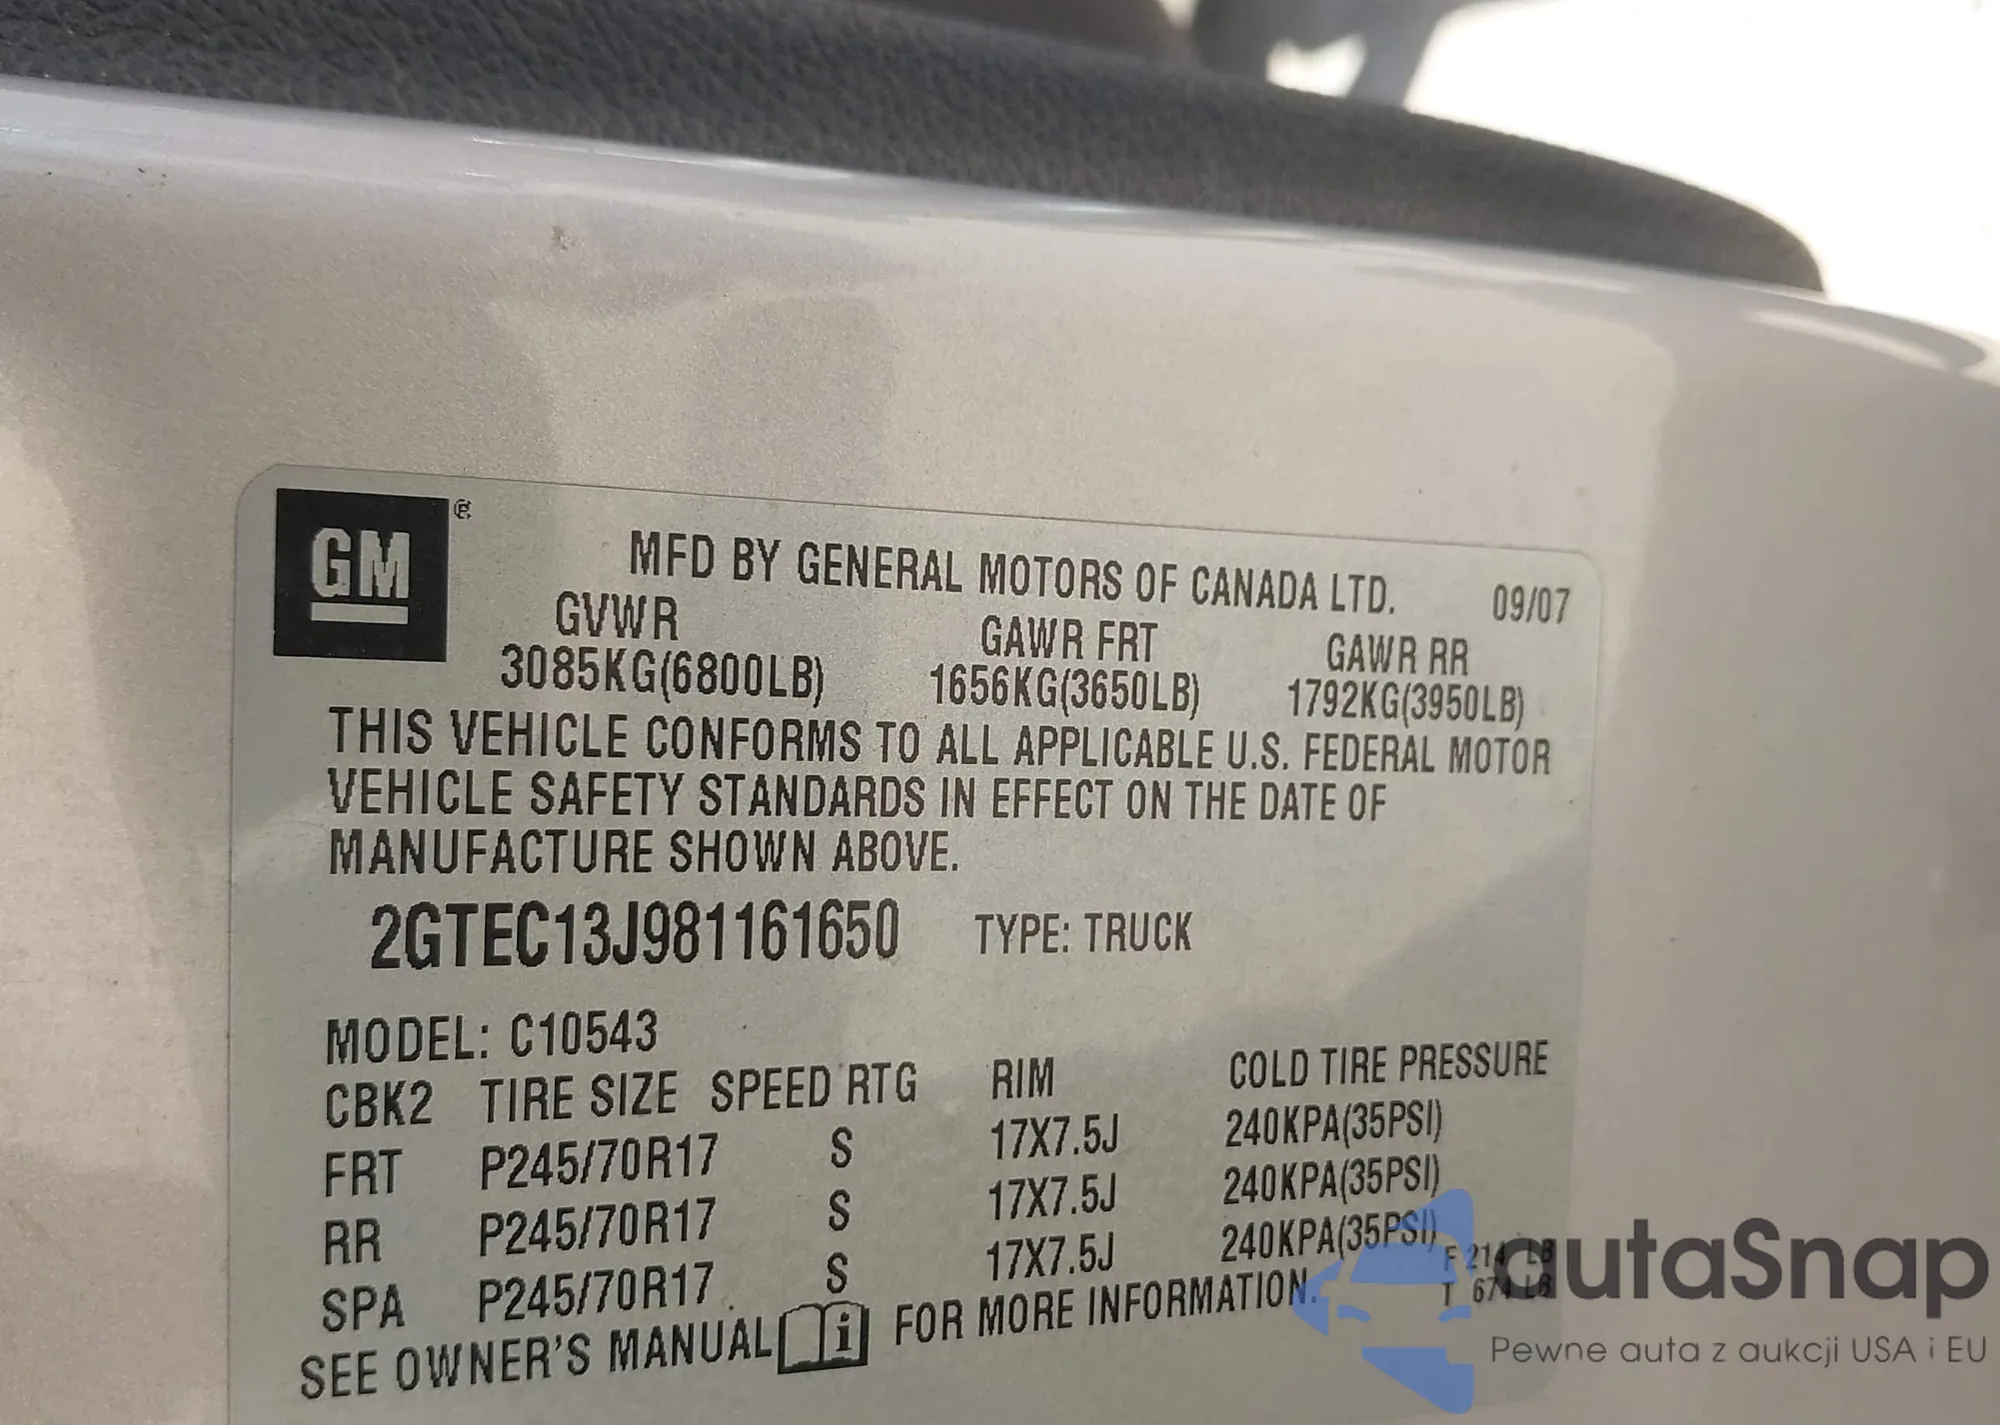 GM ®
MFD BY GENERAL MOTORS OF CANADA LTD. 09/07
GVWR GAWR FRT GAWR RR
3085KG(6800LB) 1656KG(3650LB) 1792KG(3950LB)
THIS VEHICLE CONFORMS TO ALL APPLICABLE U.S. FEDERAL MOTOR
VEHICLE SAFETY STANDARDS IN EFFECT ON THE DATE OF
MANUFACTURE SHOWN ABOVE.
2GTEC13J981161650 TYPE: TRUCK
MODEL: C10543
CBK2 TIRE SIZE SPEED RTG RIM COLD TIRE PRESSURE
FRT P245/70R17 S 17X7.5J 240KPA(35PSI)
RR P245/70R17 S 17X7.5J 240KPA(35PSI)
SPA P245/70R17 S 17X7.5J 240KPA(35PSI)
F 214 LB
T 674 LB
SEE OWNER'S MANUAL i FOR MORE INFORMATION.
autaSnap
Pewne auta z aukcji USA i EU